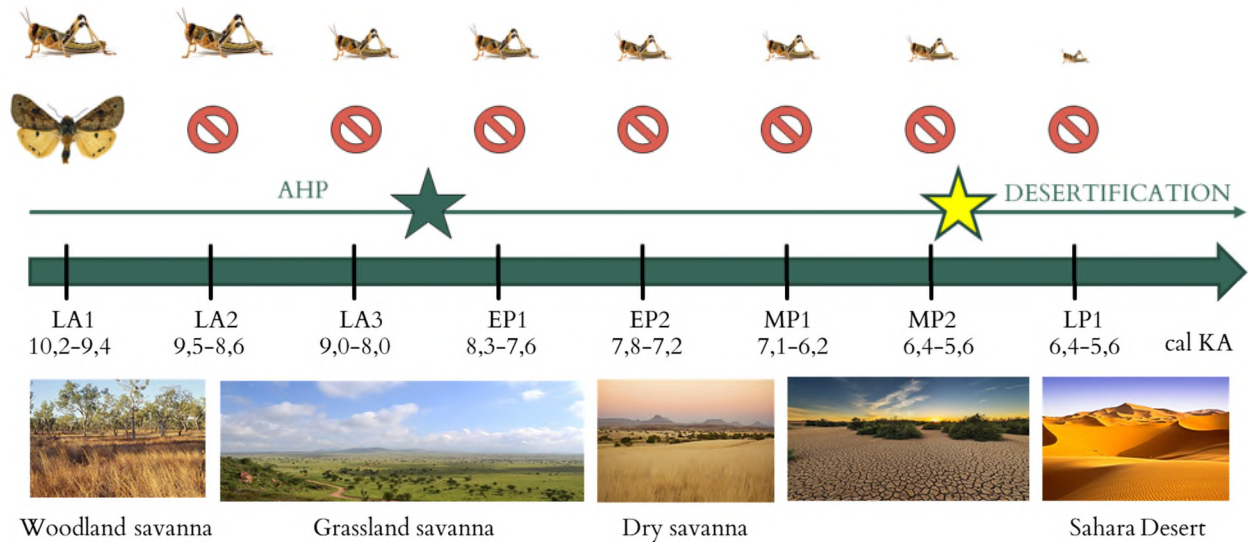 AHP
DESERTIFICATION
LA1 LA2 LA3 EP1 EP2 MP1 MP2 LP1
10,2-9,4 9,5-8,6 9,0-8,0 8,3-7,6 7,8-7,2 7,1-6,2 6,4-5,6 6,4-5,6 cal KA
Woodland savanna Grassland savanna Dry savanna Sahara Desert